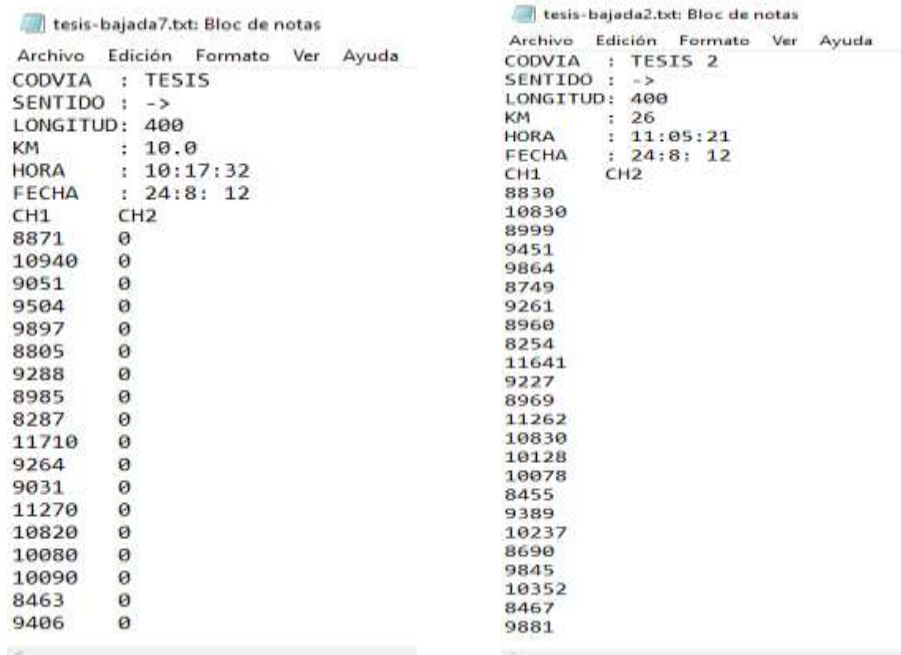 tesis-bajada7.txt: Bloc de notas
Archivo Edición Formato Ver Ayuda
CODVIA : TESIS
SENTIDO : ->
LONGITUD: 400
KM : 10.0
HORA : 10:17:32
FECHA : 24:8: 12
CH1 CH2
8871 0
10940 0
9051 0
9504 0
9897 0
8805 0
9288 0
8985 0
8287 0
11710 0
9264 0
9031 0
11270 0
10820 0
10080 0
10090 0
8463 0
9406 0
tesis-bajada2.txt: Bloc de notas
Archivo Edición Formato Ver Ayuda
CODVIA : TESIS 2
SENTIDO : ->
LONGITUD: 400
KM : 26
HORA : 11:05:21
FECHA : 24:8: 12
CH1 CH2
8830
10830
8999
9451
9864
8749
9261
8960
8254
11641
9227
8969
11262
10830
10128
10078
8455
9389
10237
8690
9845
10352
8467
9881